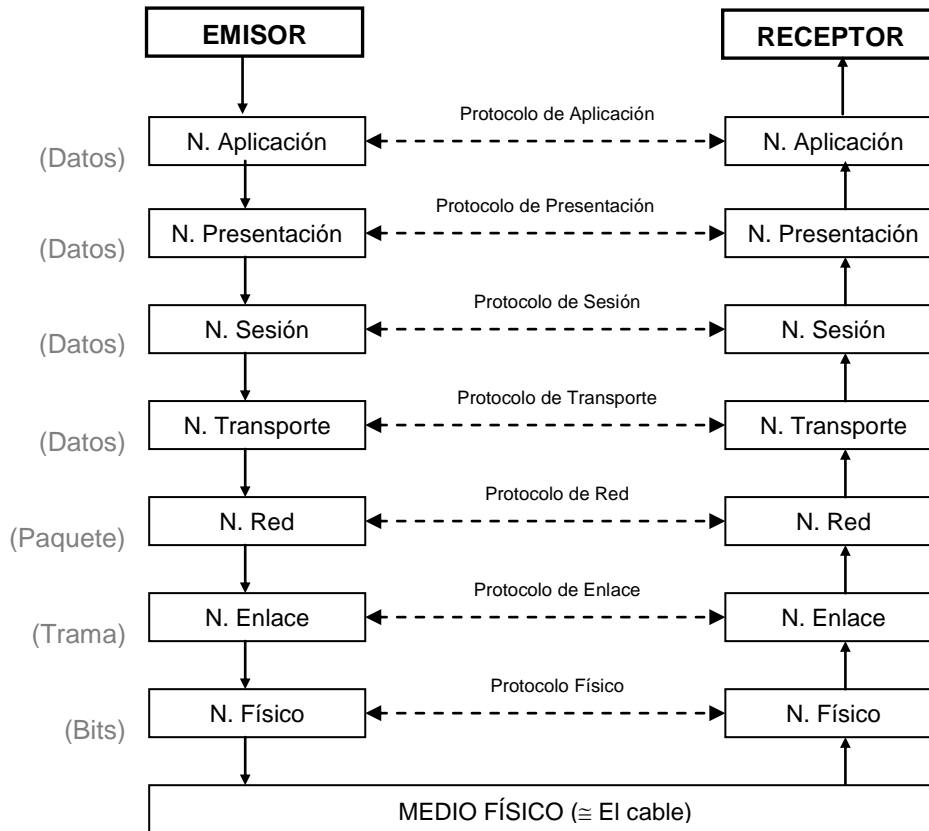 EMISOR
RECEPTOR
Protocolo de Aplicación
(Datos)
N. Aplicación
N. Aplicación
Protocolo de Presentación
(Datos)
N. Presentación
N. Presentación
Protocolo de Sesión
(Datos)
N. Sesión
N. Sesión
Protocolo de Transporte
(Datos)
N. Transporte
N. Transporte
Protocolo de Red
(Paquete)
N. Red
N. Red
Protocolo de Enlace
(Trama)
N. Enlace
N. Enlace
Protocolo Físico
(Bits)
N. Físico
N. Físico
MEDIO FÍSICO (≅ El cable)